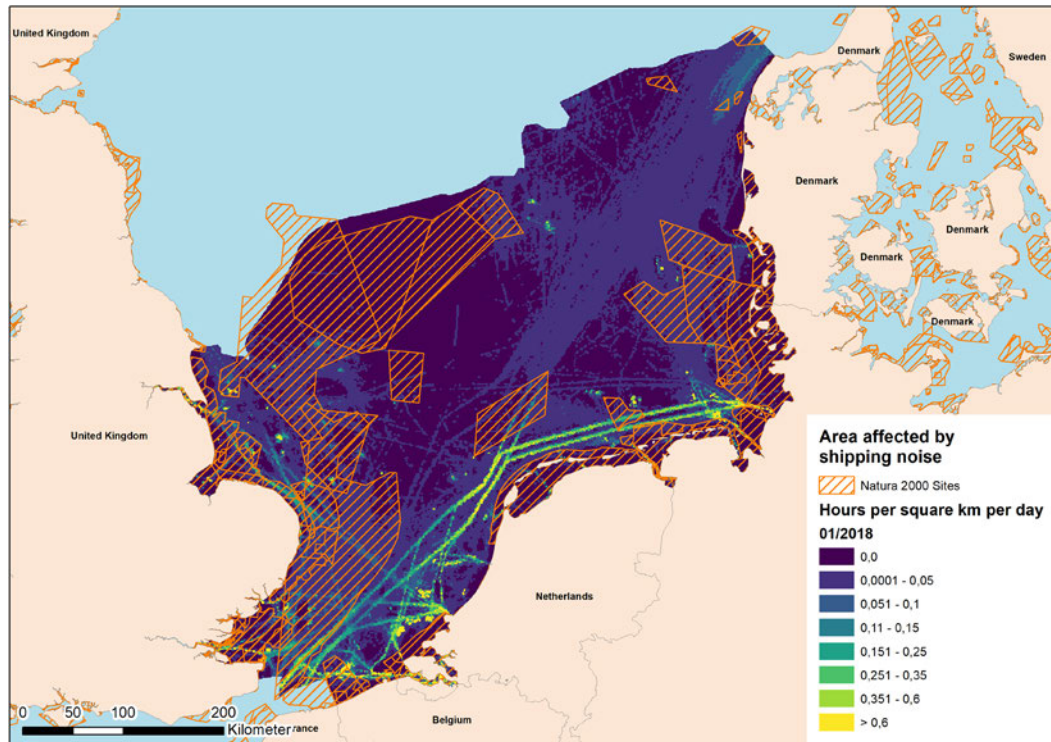 United Kingdom
Denmark
Sweden
Denmark
Denmark
Denmark
Denmark
United Kingdom
Netherlands
Belgium
rance
0 50 100 200
Kilometer
Area affected by
shipping noise
Natura 2000 Sites
Hours per square km per day
01/2018
0,0
0,0001 - 0,05
0,051 - 0,1
0,11 - 0,15
0,151 - 0,25
0,251 - 0,35
0,351 - 0,6
> 0,6